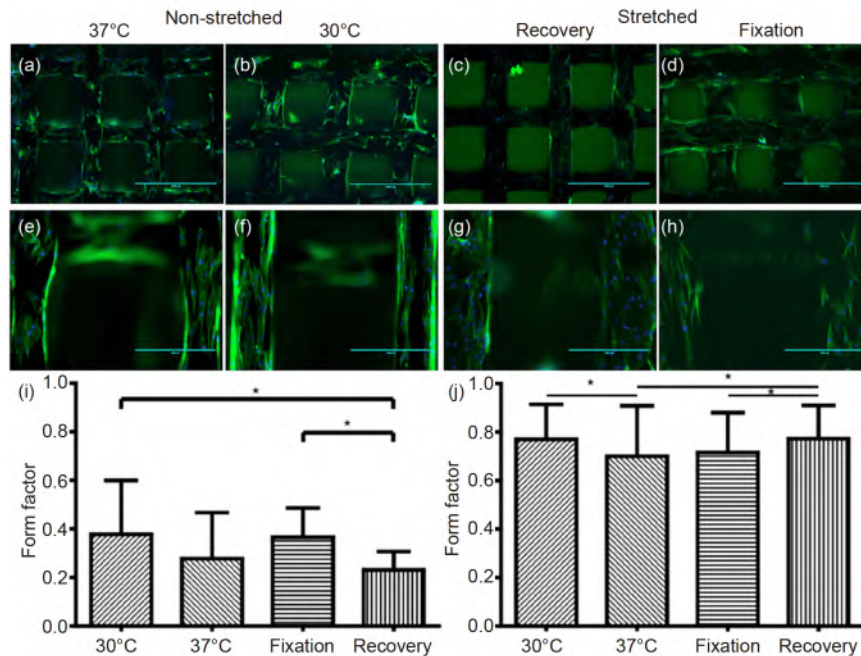 Non-stretched Stretched
37°C 30°C Recovery Fixation
(a) (b) (c) (d)
(e) (f) (g) (h)
(i) (j)
1.0 1.0
* *
* *
0.8 0.8
0.6 0.6
Form factor Form factor
0.4 0.4
0.2 0.2
0.0 0.0
30°C 37°C Fixation Recovery 30°C 37°C Fixation Recovery